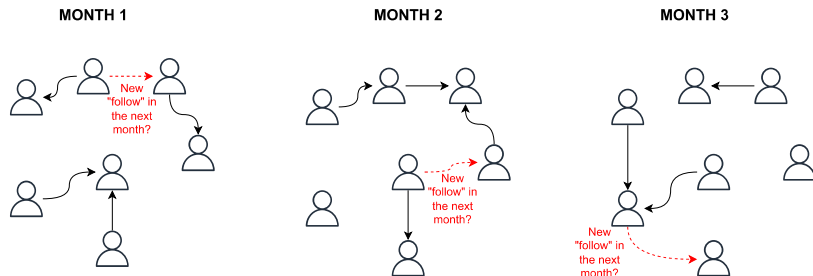 MONTH 1
MONTH 2
MONTH 3
New
"follow" in
the next
month?
New
"follow" in
the next
month?
New
"follow" in
the next
month?